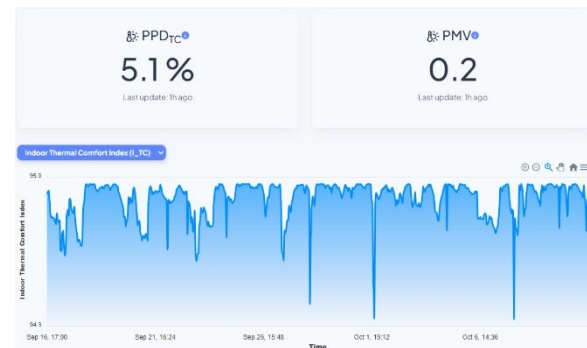 PPDTC
5.1%
Last update: 1h ago
PMV
0.2
Last update: 1h ago
Indoor Thermal Comfort Index (I_TC)
95.0
Indoor Thermal Comfort Index
94.3
Sep 16, 17:00
Sep 21, 16:24
Sep 26, 15:48
Oct 1, 15:12
Oct 6, 14:36
Time